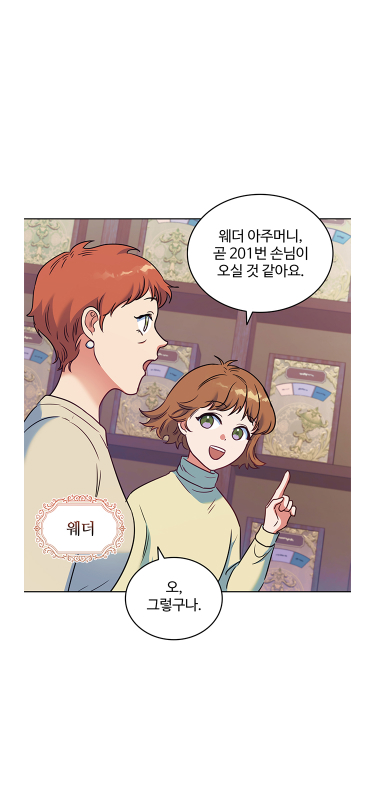 웨더 아주머니,
곧 201번 손님이
오실 것 같아요.
웨더
오,
그렇구나.